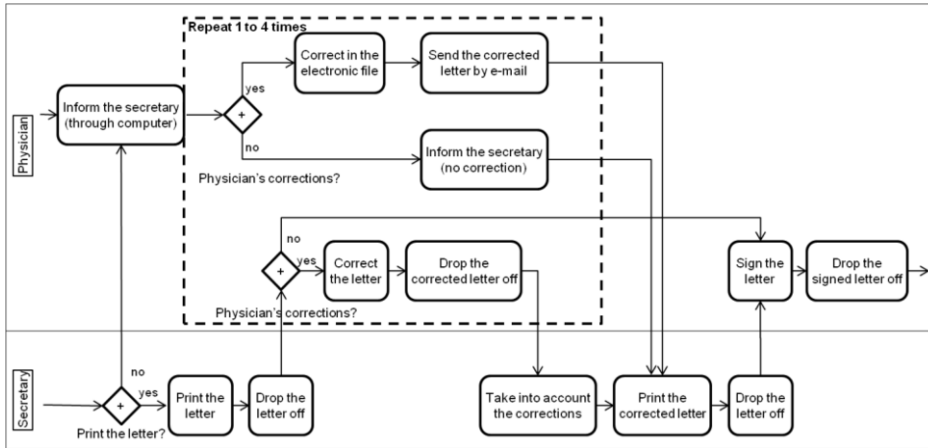 Repeat 1 to 4 times
Correct in the
electronic file
Send the corrected
letter by e-mail
yes
Inform the secretary
(through computer)
+
Physician
no
Inform the secretary
(no correction)
Physician's corrections?
no
+
yes
Correct
the letter
Drop the
corrected letter off
Sign the
letter
Drop the
signed letter off
Physician's corrections?
Secretary
no
+
yes
Print the
letter
Drop the
letter off
Take into account
the corrections
Print the
corrected letter
Drop the
letter off
Print the letter?